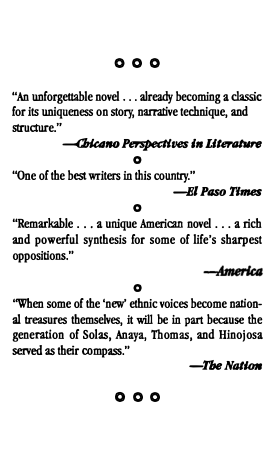 “An unforgettable novel . . . already becoming a classic
for its uniqueness on story, narrative technique, and
structure.”
—Chicano Perspectives in Literature
“One of the best writers in this country.”
—El Paso Times
“Remarkable . . . a unique American novel . . . a rich
and powerful synthesis for some of life’s sharpest
oppositions.”
—America
“When some of the ‘new’ ethnic voices become nation-
al treasures themselves, it will be in part because the
generation of Solas, Anaya, Thomas, and Hinojosa
served as their compass.”
—The Nation